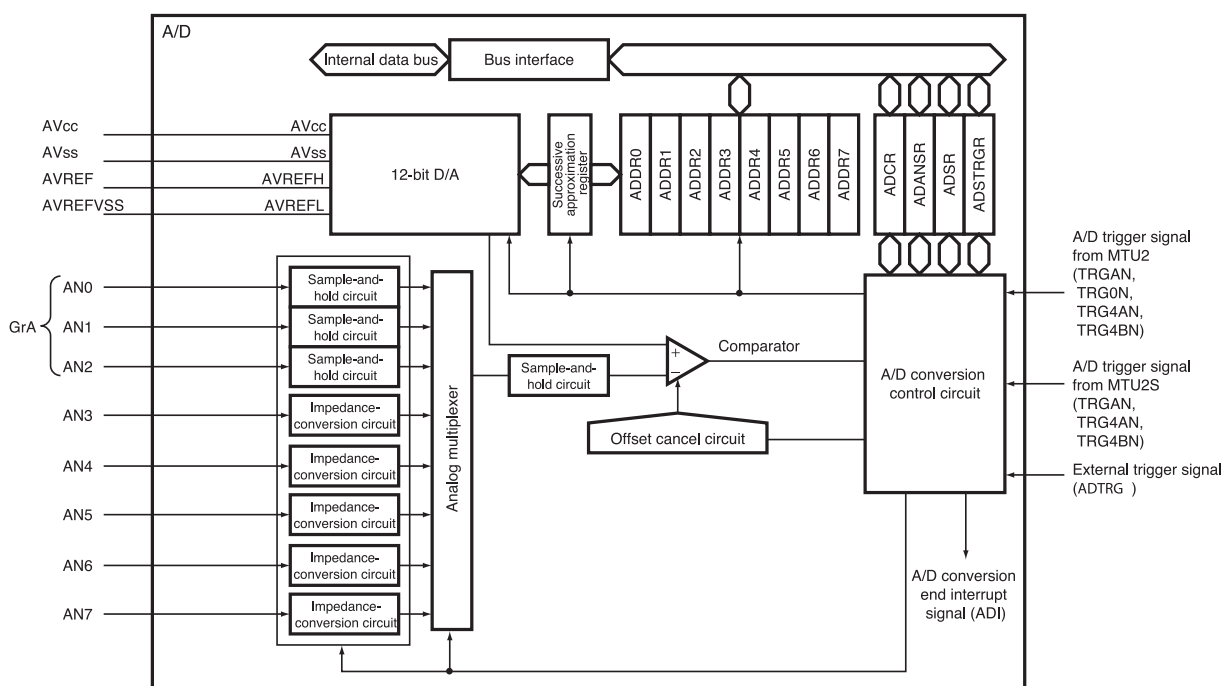 A/D
Internal data bus
Bus interface
AVcc
AVss
AVREF
AVREFVSS
AVcc
AVss
AVREFH
AVREFL
12-bit D/A
Successive
approximation
register
ADDR0
ADDR1
ADDR2
ADDR3
ADDR4
ADDR5
ADDR6
ADDR7
ADCR
ADANSR
ADSR
ADSTRGR
GrA
AN0
AN1
AN2
AN3
AN4
AN5
AN6
AN7
Sample-and-
hold circuit
Sample-and-
hold circuit
Sample-and-
hold circuit
Impedance-
conversion circuit
Impedance-
conversion circuit
Impedance-
conversion circuit
Impedance-
conversion circuit
Impedance-
conversion circuit
Analog multiplexer
Sample-and-
hold circuit
+
−
Comparator
Offset cancel circuit
A/D conversion
control circuit
A/D trigger signal
from MTU2
(TRGAN,
TRG0N,
TRG4AN,
TRG4BN)
A/D trigger signal
from MTU2S
(TRGAN,
TRG4AN,
TRG4BN)
External trigger signal
(ADTRG )
A/D conversion
end interrupt
signal (ADI)